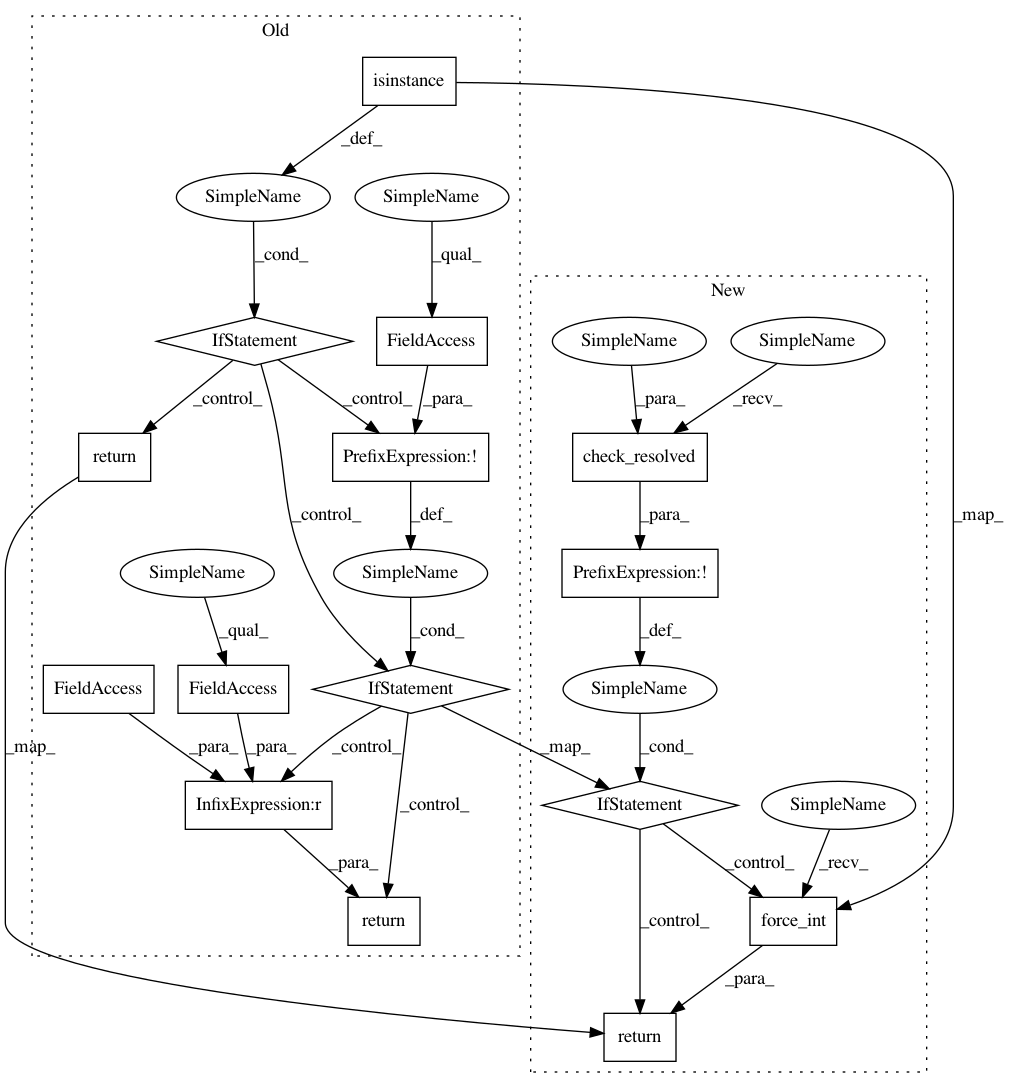 Old
isinstance
_def_
SimpleName
SimpleName
_cond_
_qual_
New
IfStatement
FieldAccess
SimpleName
SimpleName
_control_
_control_
_para_
_para_
_recv_
return
PrefixExpression:!
check_resolved
_control_
_def_
_para_
_map_
SimpleName
SimpleName
PrefixExpression:!
_qual_
_cond_
_def_
FieldAccess
FieldAccess
IfStatement
SimpleName
_map_
_para_
_para_
_control_
_map_
_cond_
InfixExpression:r
_control_
IfStatement
SimpleName
_para_
_control_
_recv_
return
_control_
force_int
_para_
return